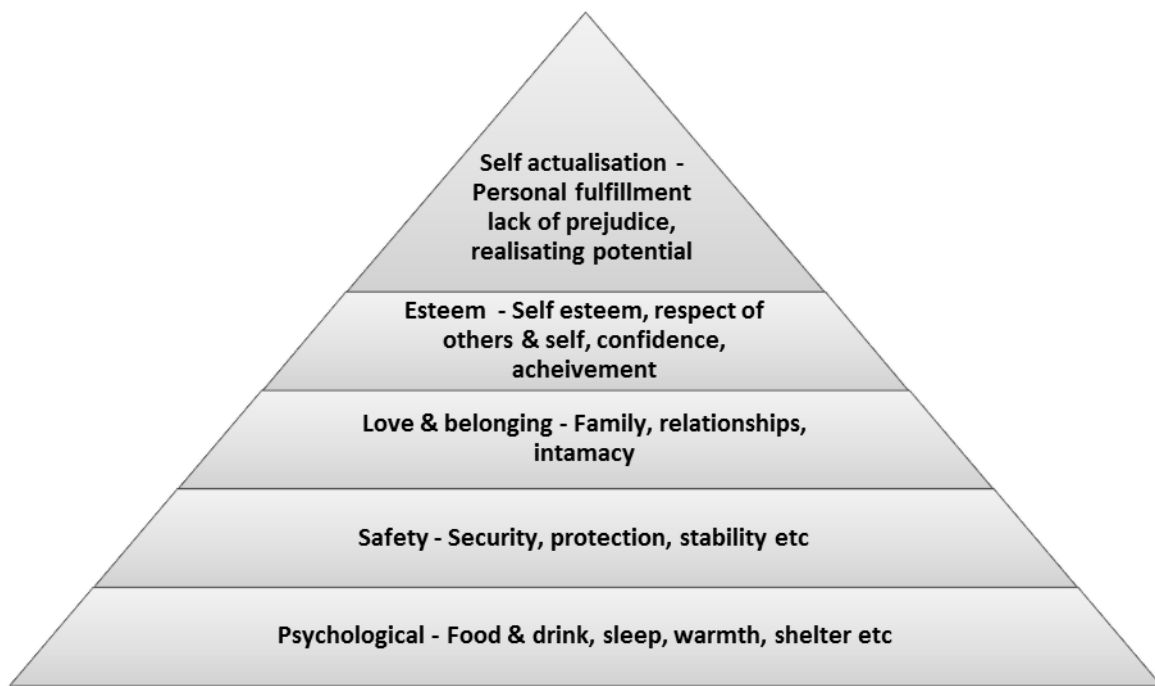 Self actualisation -
Personal fulfillment
lack of prejudice,
realisating potential
Esteem - Self esteem, respect of
others & self, confidence,
acheivement
Love & belonging - Family, relationships,
intamacy
Safety - Security, protection, stability etc
Psychological - Food & drink, sleep, warmth, shelter etc